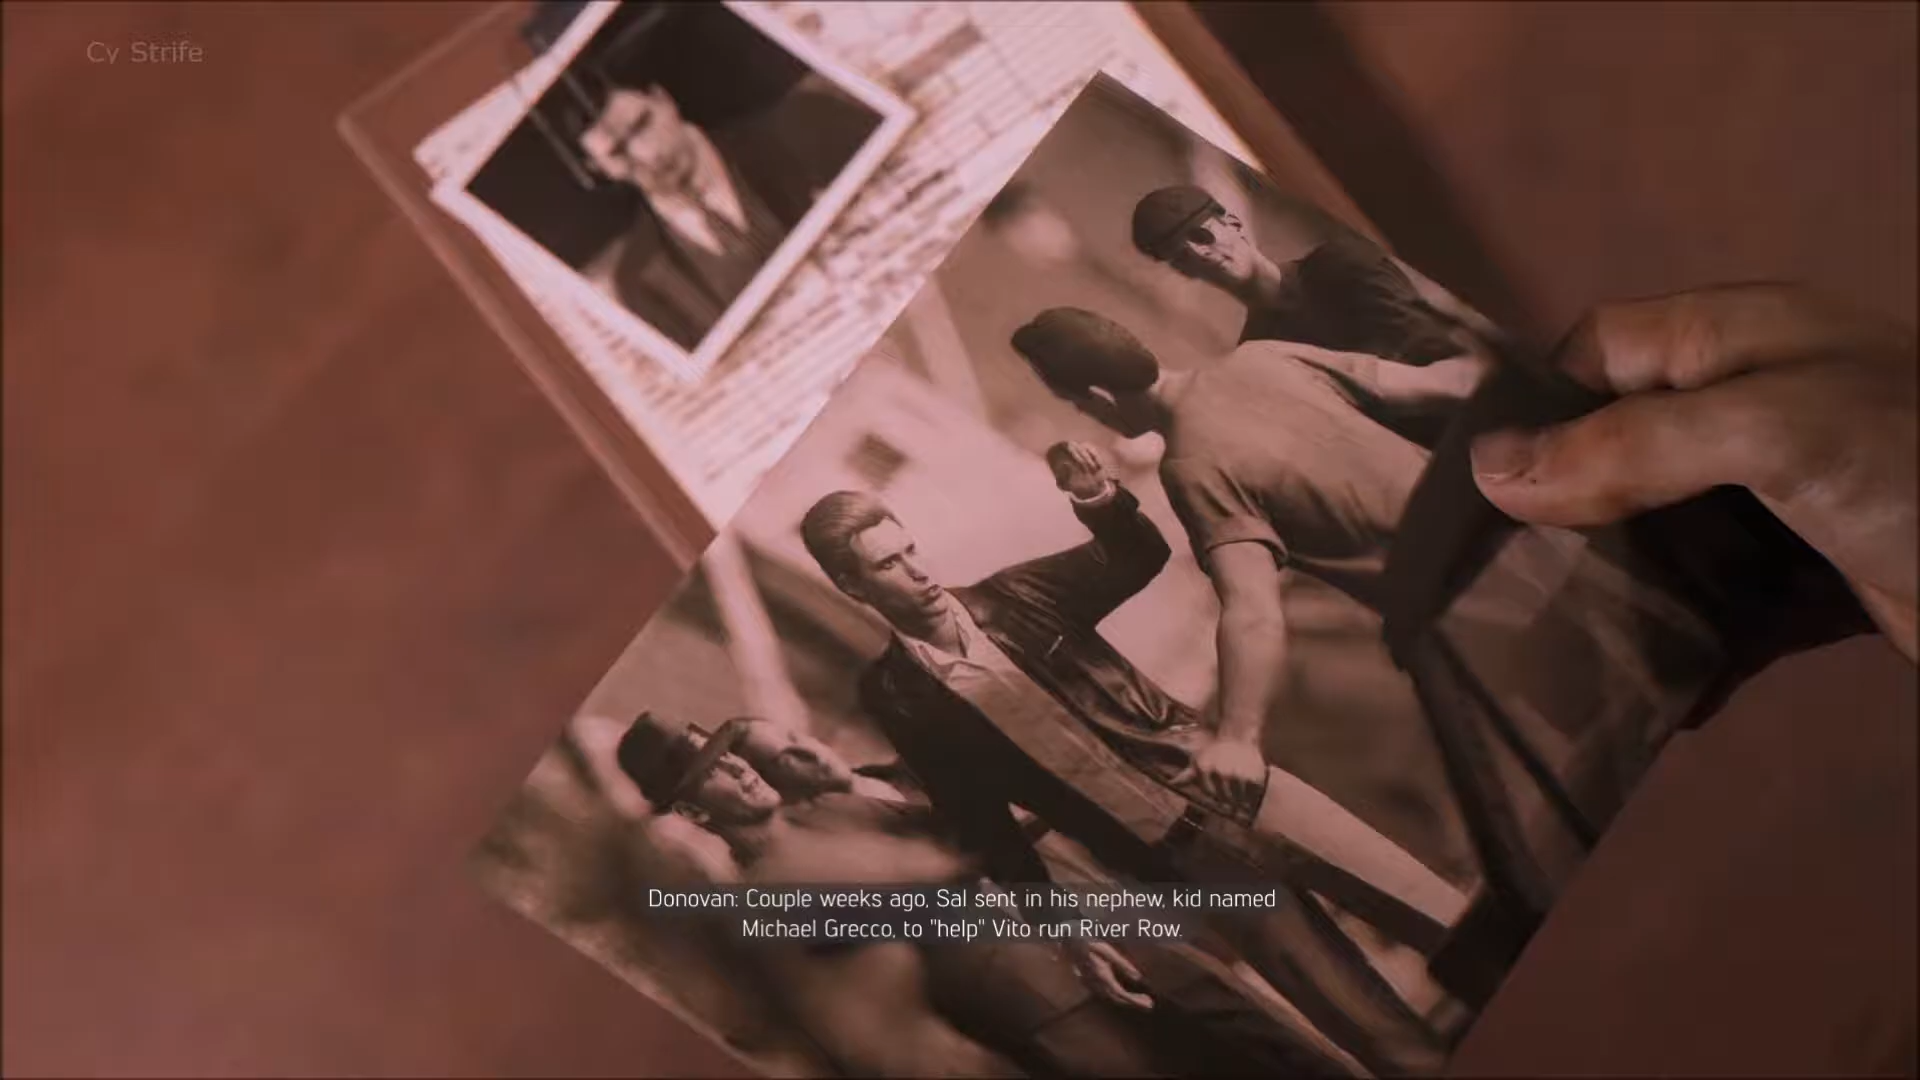 Cy Strife
Donovan: Couple weeks ago, Sal sent in his nephew, kid named
Michael Grecco, to "help" Vito run River Row.